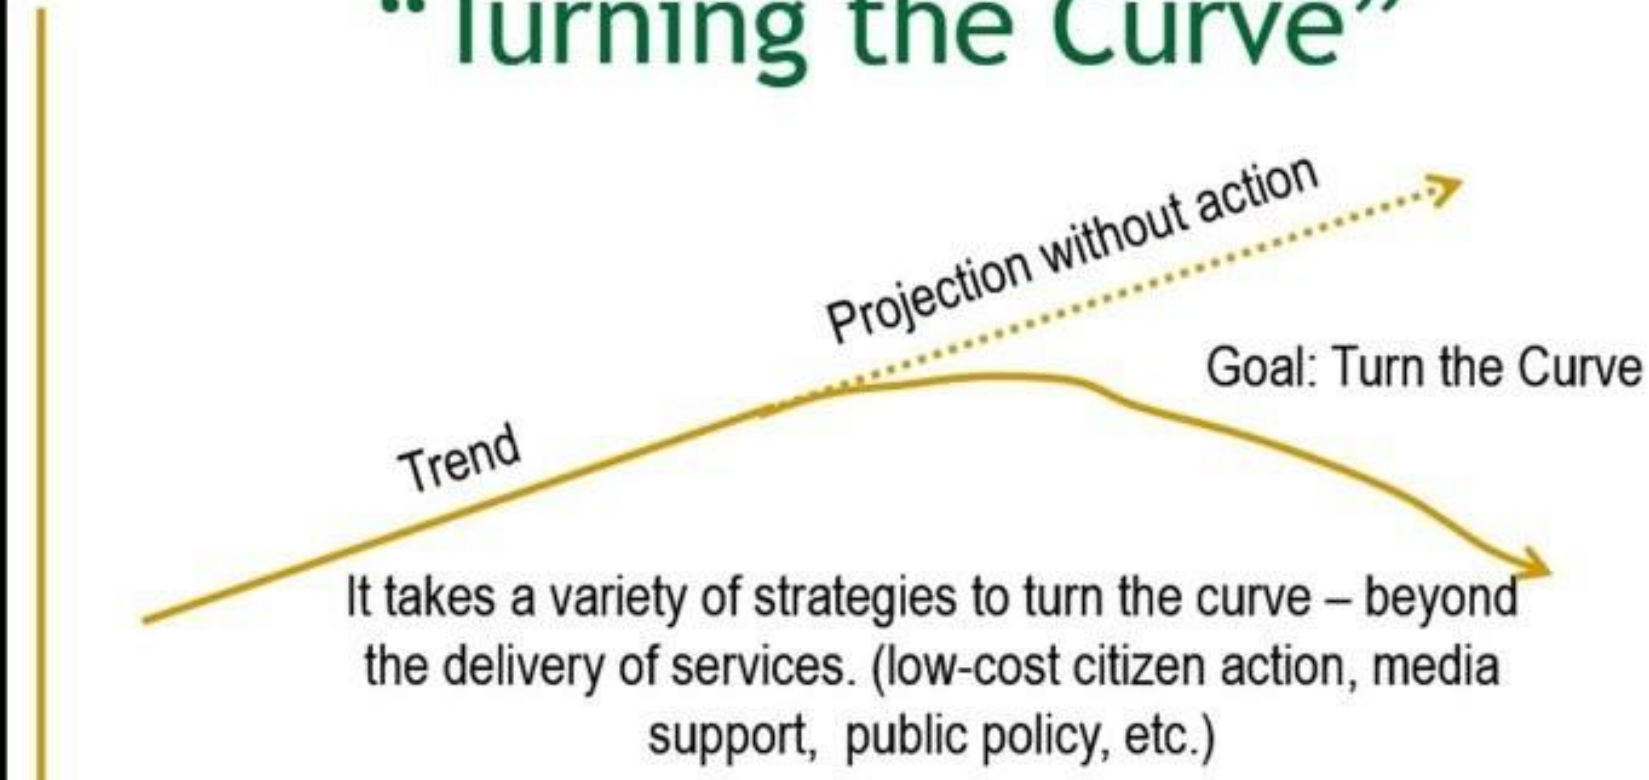 “Turning the Curve”
Projection without action
Goal: Turn the Curve
Trend
It takes a variety of strategies to turn the curve – beyond
the delivery of services. (low-cost citizen action, media
support,  public policy, etc.)